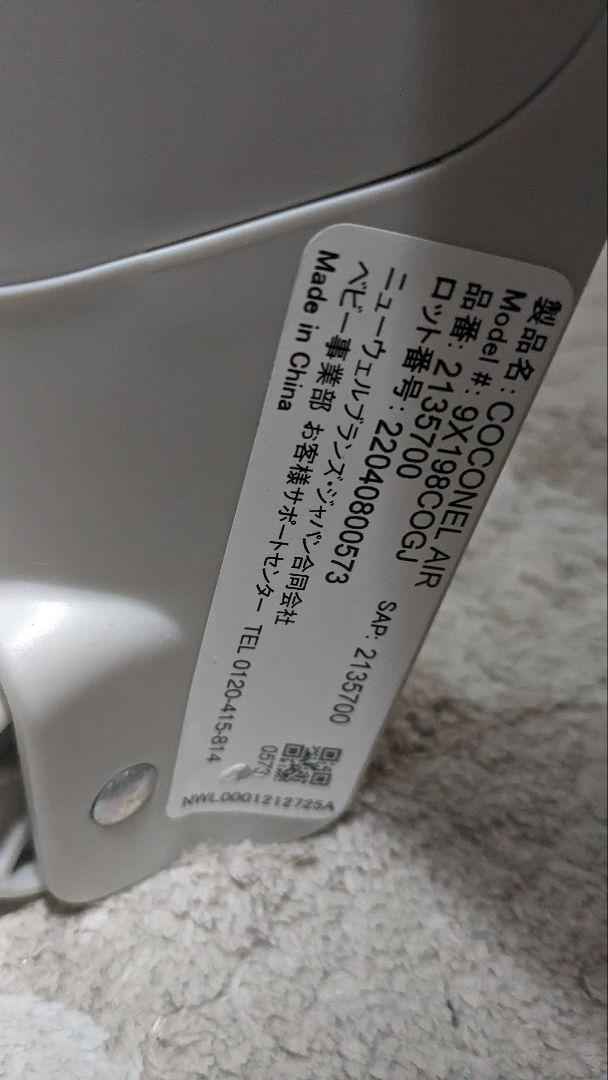 製品名: COCONEL AIR
Model #: 9X198COGJ
品番: 2135700
ロット番号: 22040800573
SAP: 2135700
ニューウェルブランズ・ジャパン合同会社
ベビー事業部 お客様サポートセンター TEL 0120-415-814
Made in China
0573
NWL0001212725A